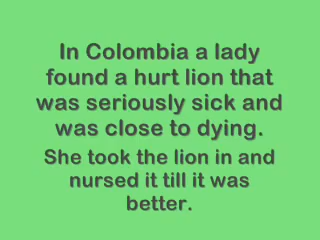 In Colombia a lady
found a hurt lion that
was seriously sick and
was close to dying.
She took the lion in and
nursed it till it was
better.